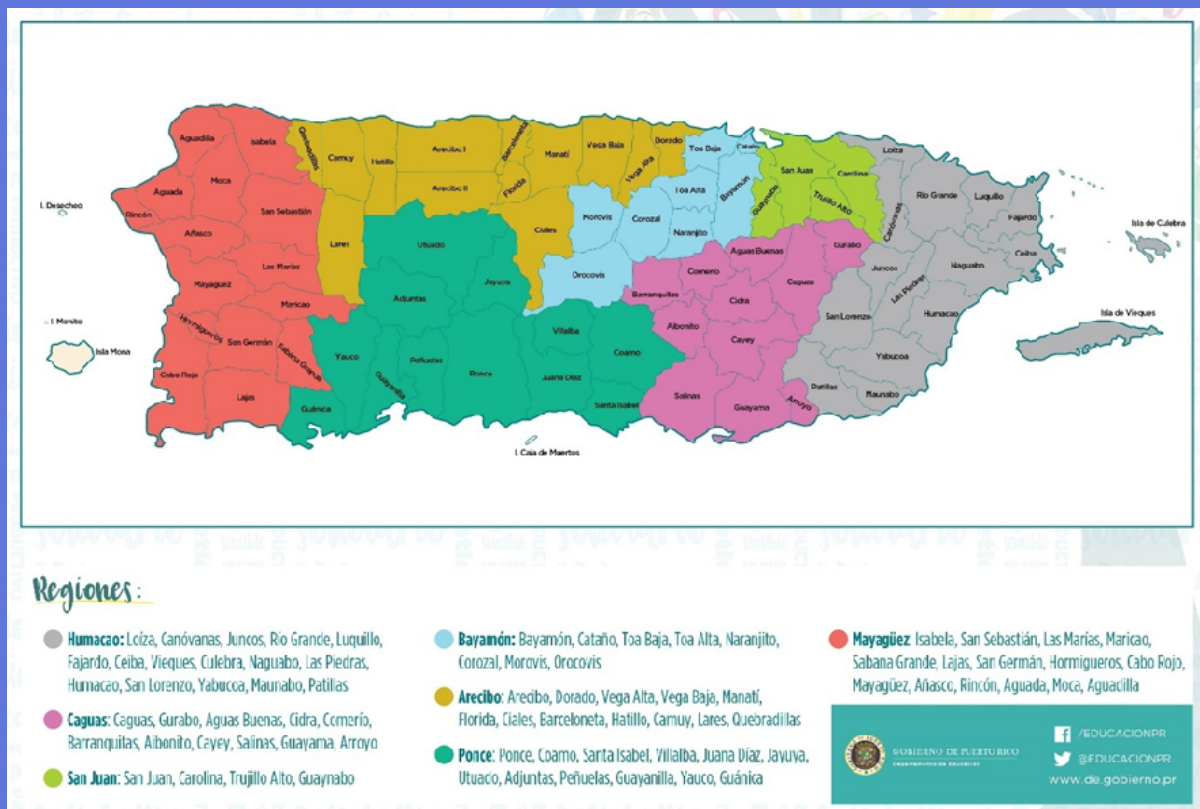 Aguadilla
Isabela
Quebradillas
Camuy
Hatillo
Arecibo I
Barceloneta
Manatí
Vega Baja
Vega Alta
Dorado
Toa Baja
Cataño
San Juas
Carolina
Loíza
Moca
Arecibo II
Florida
Toa Alta
Bayamón
Guaynabo
Trujillo Alto
Canóvanas
Río Grande
Luquillo
Fajardo
I. Desecheo
Aguada
Rincón
San Sebastián
Añasco
Lares
Utuado
Ciales
Morovis
Corozal
Naranjito
Aguas Buenas
Gurabo
Ceiba
Isla de Culebra
Las Marías
Mayagüez
Maricao
Adjuntas
Jayuya
Orocovis
Barranquitas
Comerío
Cidra
Caguas
Juncos
Las Piedras
Naguabo
I. Monito
Isla Mona
Hormigueros
San Germán
Sabana Grande
Yauco
Peñuelas
Guayanilla
Ponce
Villalba
Juana Díaz
Coamo
Aibonito
Cayey
San Lorenzo
Humacao
Isla de Vieques
Cabo Rojo
Lajas
Guánica
Santa Isabel
Salinas
Guayama
Arroyo
Patillas
Yabucoa
Maunabo
I. Caja de Muertos
Regiones:
Humacao: Loíza, Canóvanas, Juncos, Río Grande, Luquillo,
Fajardo, Ceiba, Vieques, Culebra, Naguabo, Las Piedras,
Humacao, San Lorenzo, Yabucoa, Maunabo, Patillas
Caguas: Caguas, Gurabo, Aguas Buenas, Cidra, Comerío,
Barranquitas, Aibonito, Cayey, Salinas, Guayama, Arroyo
San Juan: San Juan, Carolina, Trujillo Alto, Guaynabo
Bayamón: Bayamón, Cataño, Toa Baja, Toa Alta, Naranjito,
Corozal, Morovis, Orocovis
Arecibo: Arecibo, Dorado, Vega Alta, Vega Baja, Manatí,
Florida, Ciales, Barceloneta, Hatillo, Camuy, Lares, Quebradillas
Ponce: Ponce, Coamo, Santa Isabel, Villalba, Juana Díaz, Jayuya,
Utuado, Adjuntas, Peñuelas, Guayanilla, Yauco, Guánica
Mayagüez: Isabela, San Sebastián, Las Marías, Maricao,
Sabana Grande, Lajas, San Germán, Hormigueros, Cabo Rojo,
Mayagüez, Añasco, Rincón, Aguada, Moca, Aguadilla
GOBIERNO DE PUERTO RICO
Departamento de Educación
/EDUCACIONPR
@EDUCACIONPR
www.de.gobierno.pr